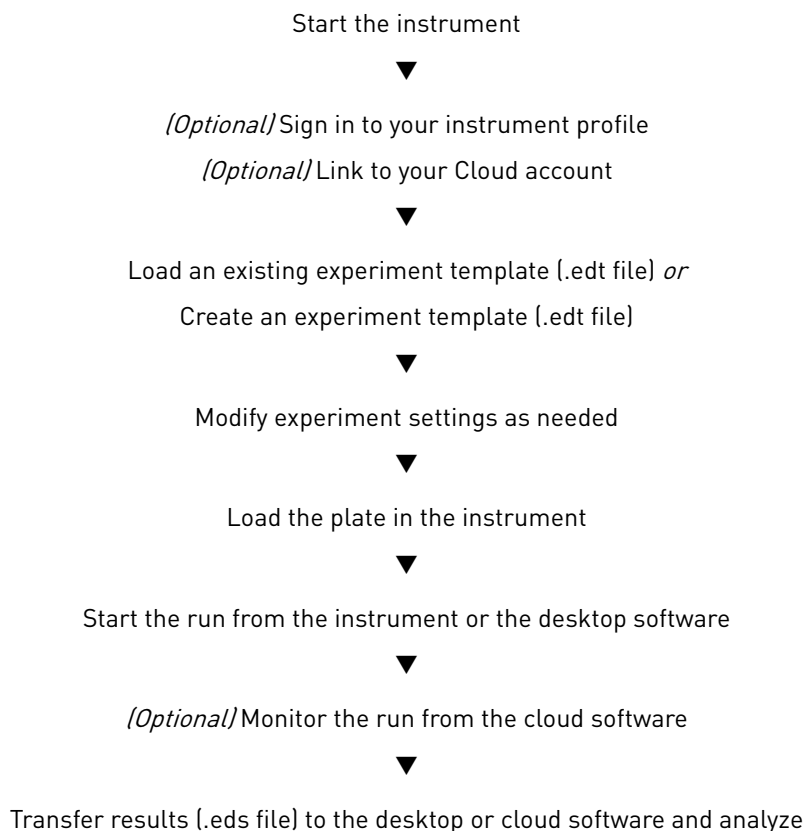 Start the instrument
▼
(Optional) Sign in to your instrument profile
(Optional) Link to your Cloud account
▼
Load an existing experiment template (.edt file) or
Create an experiment template (.edt file)
▼
Modify experiment settings as needed
▼
Load the plate in the instrument
▼
Start the run from the instrument or the desktop software
▼
(Optional) Monitor the run from the cloud software
▼
Transfer results (.eds file) to the desktop or cloud software and analyze